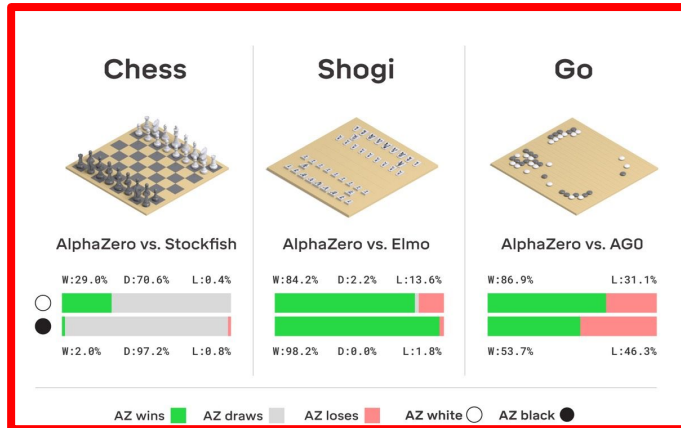 Chess
Shogi
Go
AlphaZero vs. Stockfish
AlphaZero vs. Elmo
AlphaZero vs. AG0
W:29.0% D:70.6% L:0.4%
W:84.2% D:2.2% L:13.6%
W:86.9% L:31.1%
W:2.0% D:97.2% L:0.8%
W:98.2% D:0.0% L:1.8%
W:53.7% L:46.3%
AZ wins AZ draws AZ loses AZ white AZ black